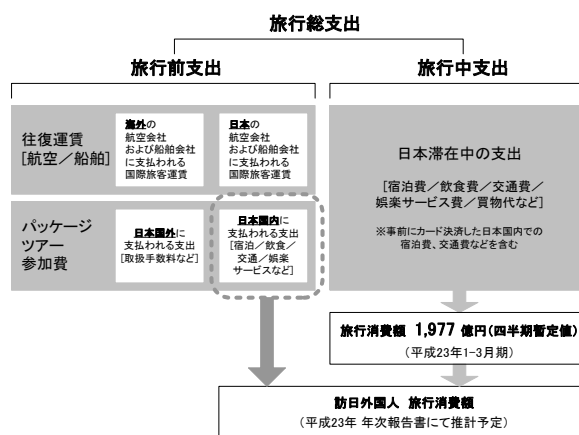 旅行総支出
旅行前支出
旅行中支出
往復運賃
[航空／船舶]
海外の
航空会社
および船舶会社
に支払われる
国際旅客運賃
日本の
航空会社
および船舶会社
に支払われる
国際旅客運賃
パッケージ
ツアー
参加費
日本国外に
支払われる支出
[取扱手数料など]
日本国内に
支払われる支出
[宿泊／飲食／
交通／娯楽
サービスなど]
日本滞在中の支出
[宿泊費／飲食費／交通費／
娯楽サービス費／買物代など]
※事前にカード決済した日本国内での
宿泊費、交通費などを含む
旅行消費額 1,977 億円(四半期暫定値)
（平成23年1-3月期）
訪日外国人 旅行消費額
（平成23年 年次報告書にて推計予定）